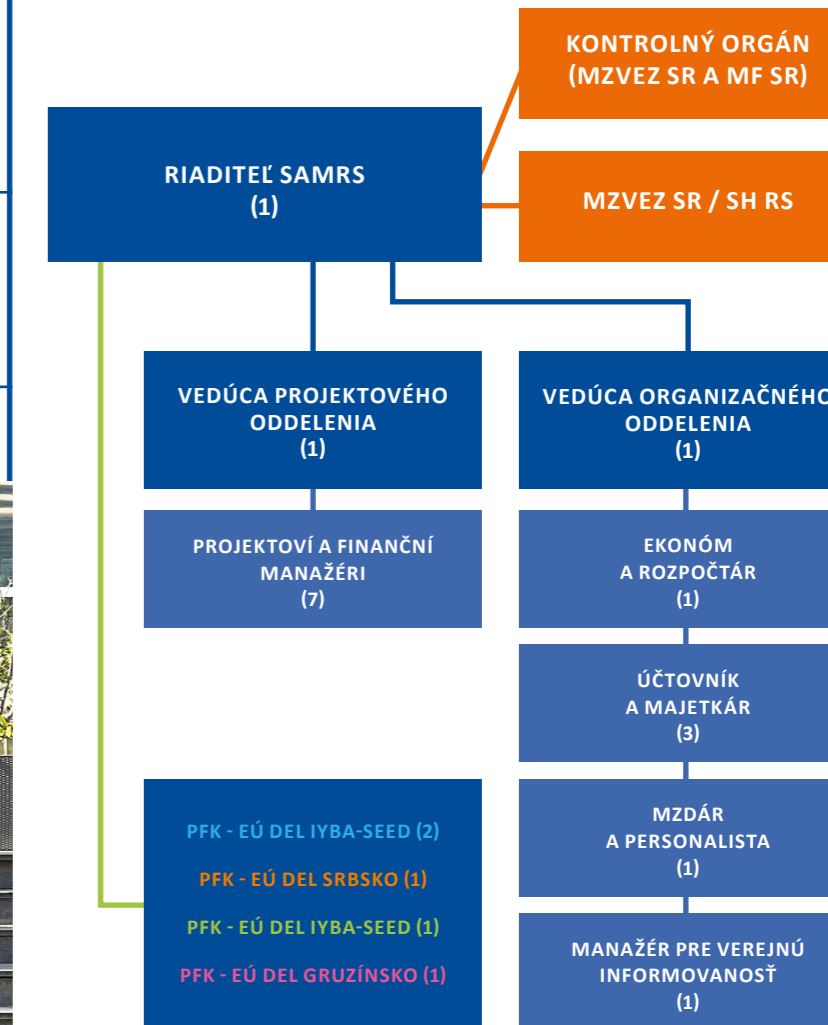 KONTROLNÝ ORGÁN
(MZVEZ SR A MF SR)
RIADITEĽ SAMRS
(1)
MZVEZ SR / SH RS
VEDÚCA PROJEKTOVÉHO
ODDELENIA
(1)
VEDÚCA ORGANIZAČNÉHO
ODDELENIA
(1)
PROJEKTOVÍ A FINANČNÍ
MANAŽÉRI
(7)
EKONÓM
A ROZPOČTÁR
(1)
ÚČTOVNÍK
A MAJETKÁR
(3)
PFK - EÚ DEL IYBA-SEED (2)
PFK - EÚ DEL SRBSKO (1)
PFK - EÚ DEL IYBA-SEED (1)
PFK - EÚ DEL GRUZÍNSKO (1)
MZDÁR
A PERSONALISTA
(1)
MANAŽÉR PRE VEREJNÚ
INFORMOVANOSŤ
(1)